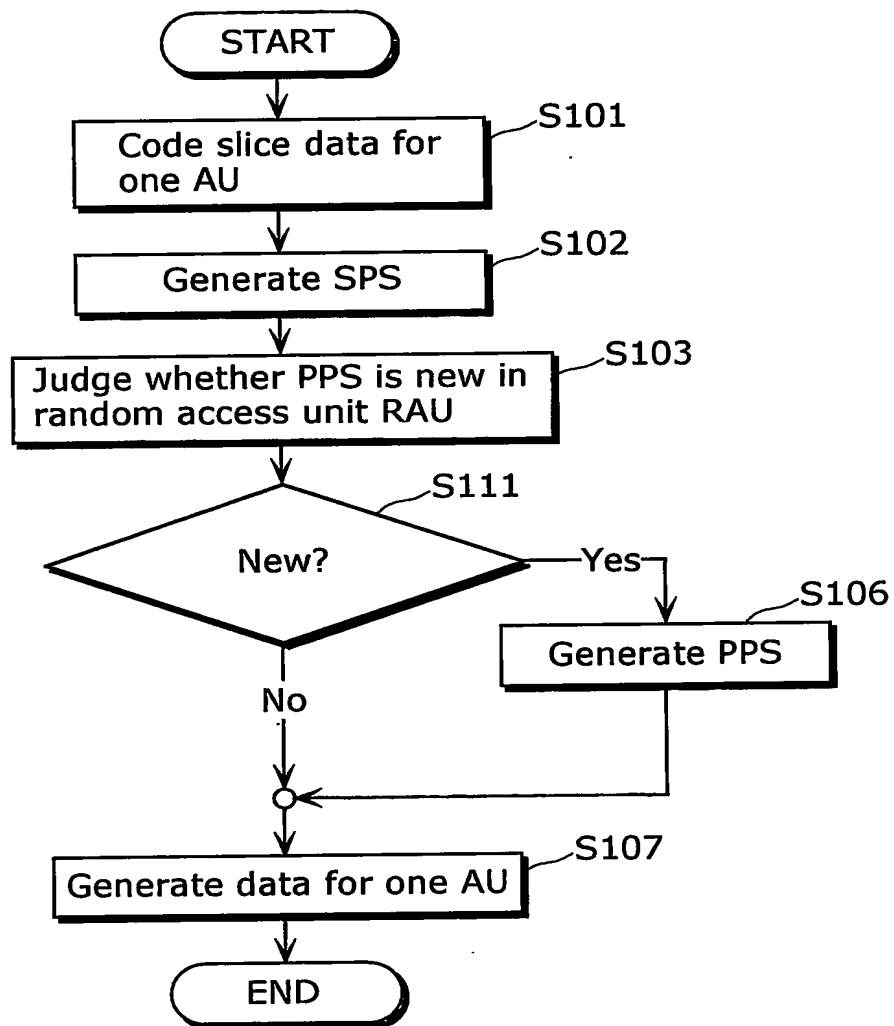 START
S101
Code slice data for
one AU
S102
Generate SPS
S103
Judge whether PPS is new in
random access unit RAU
S111
New?
Yes
S106
Generate PPS
No
S107
Generate data for one AU
END